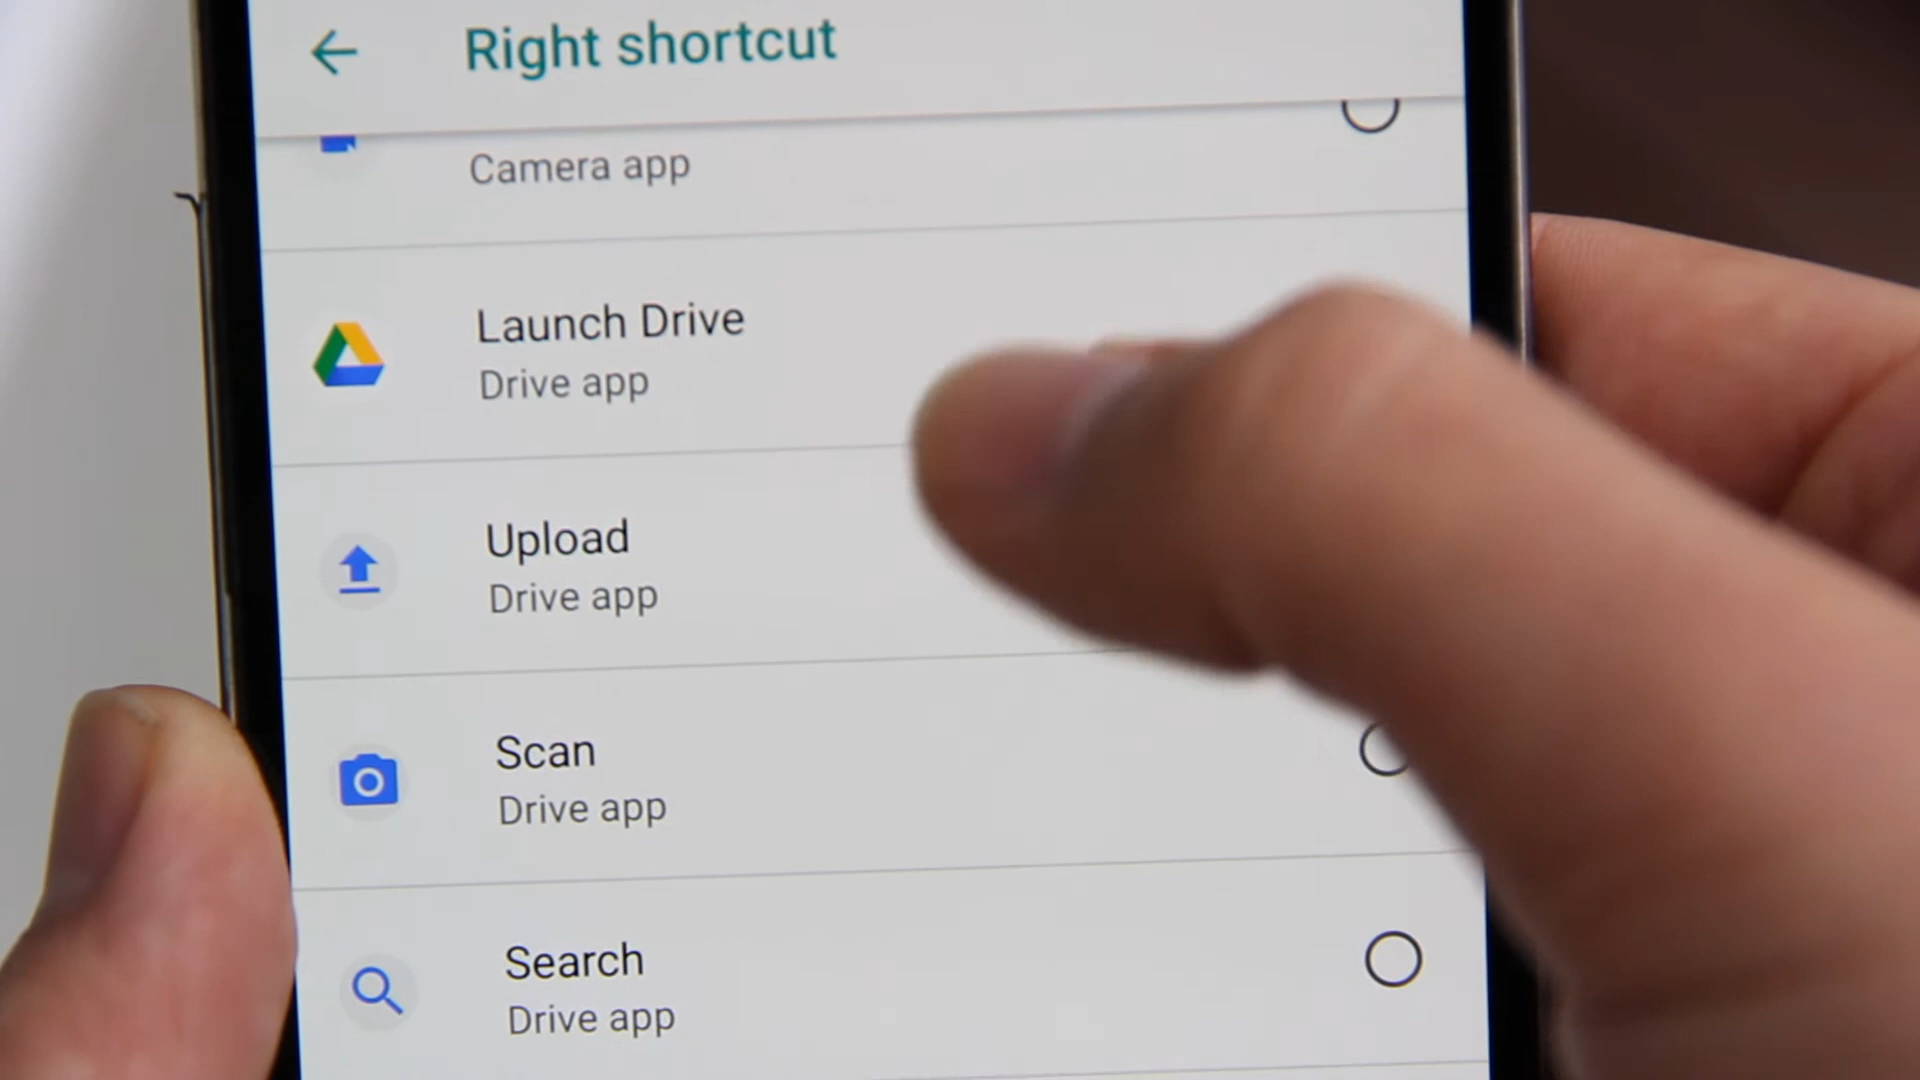 Right shortcut
Camera app
Launch Drive
Drive app
Upload
Drive app
Scan
Drive app
Search
Drive app